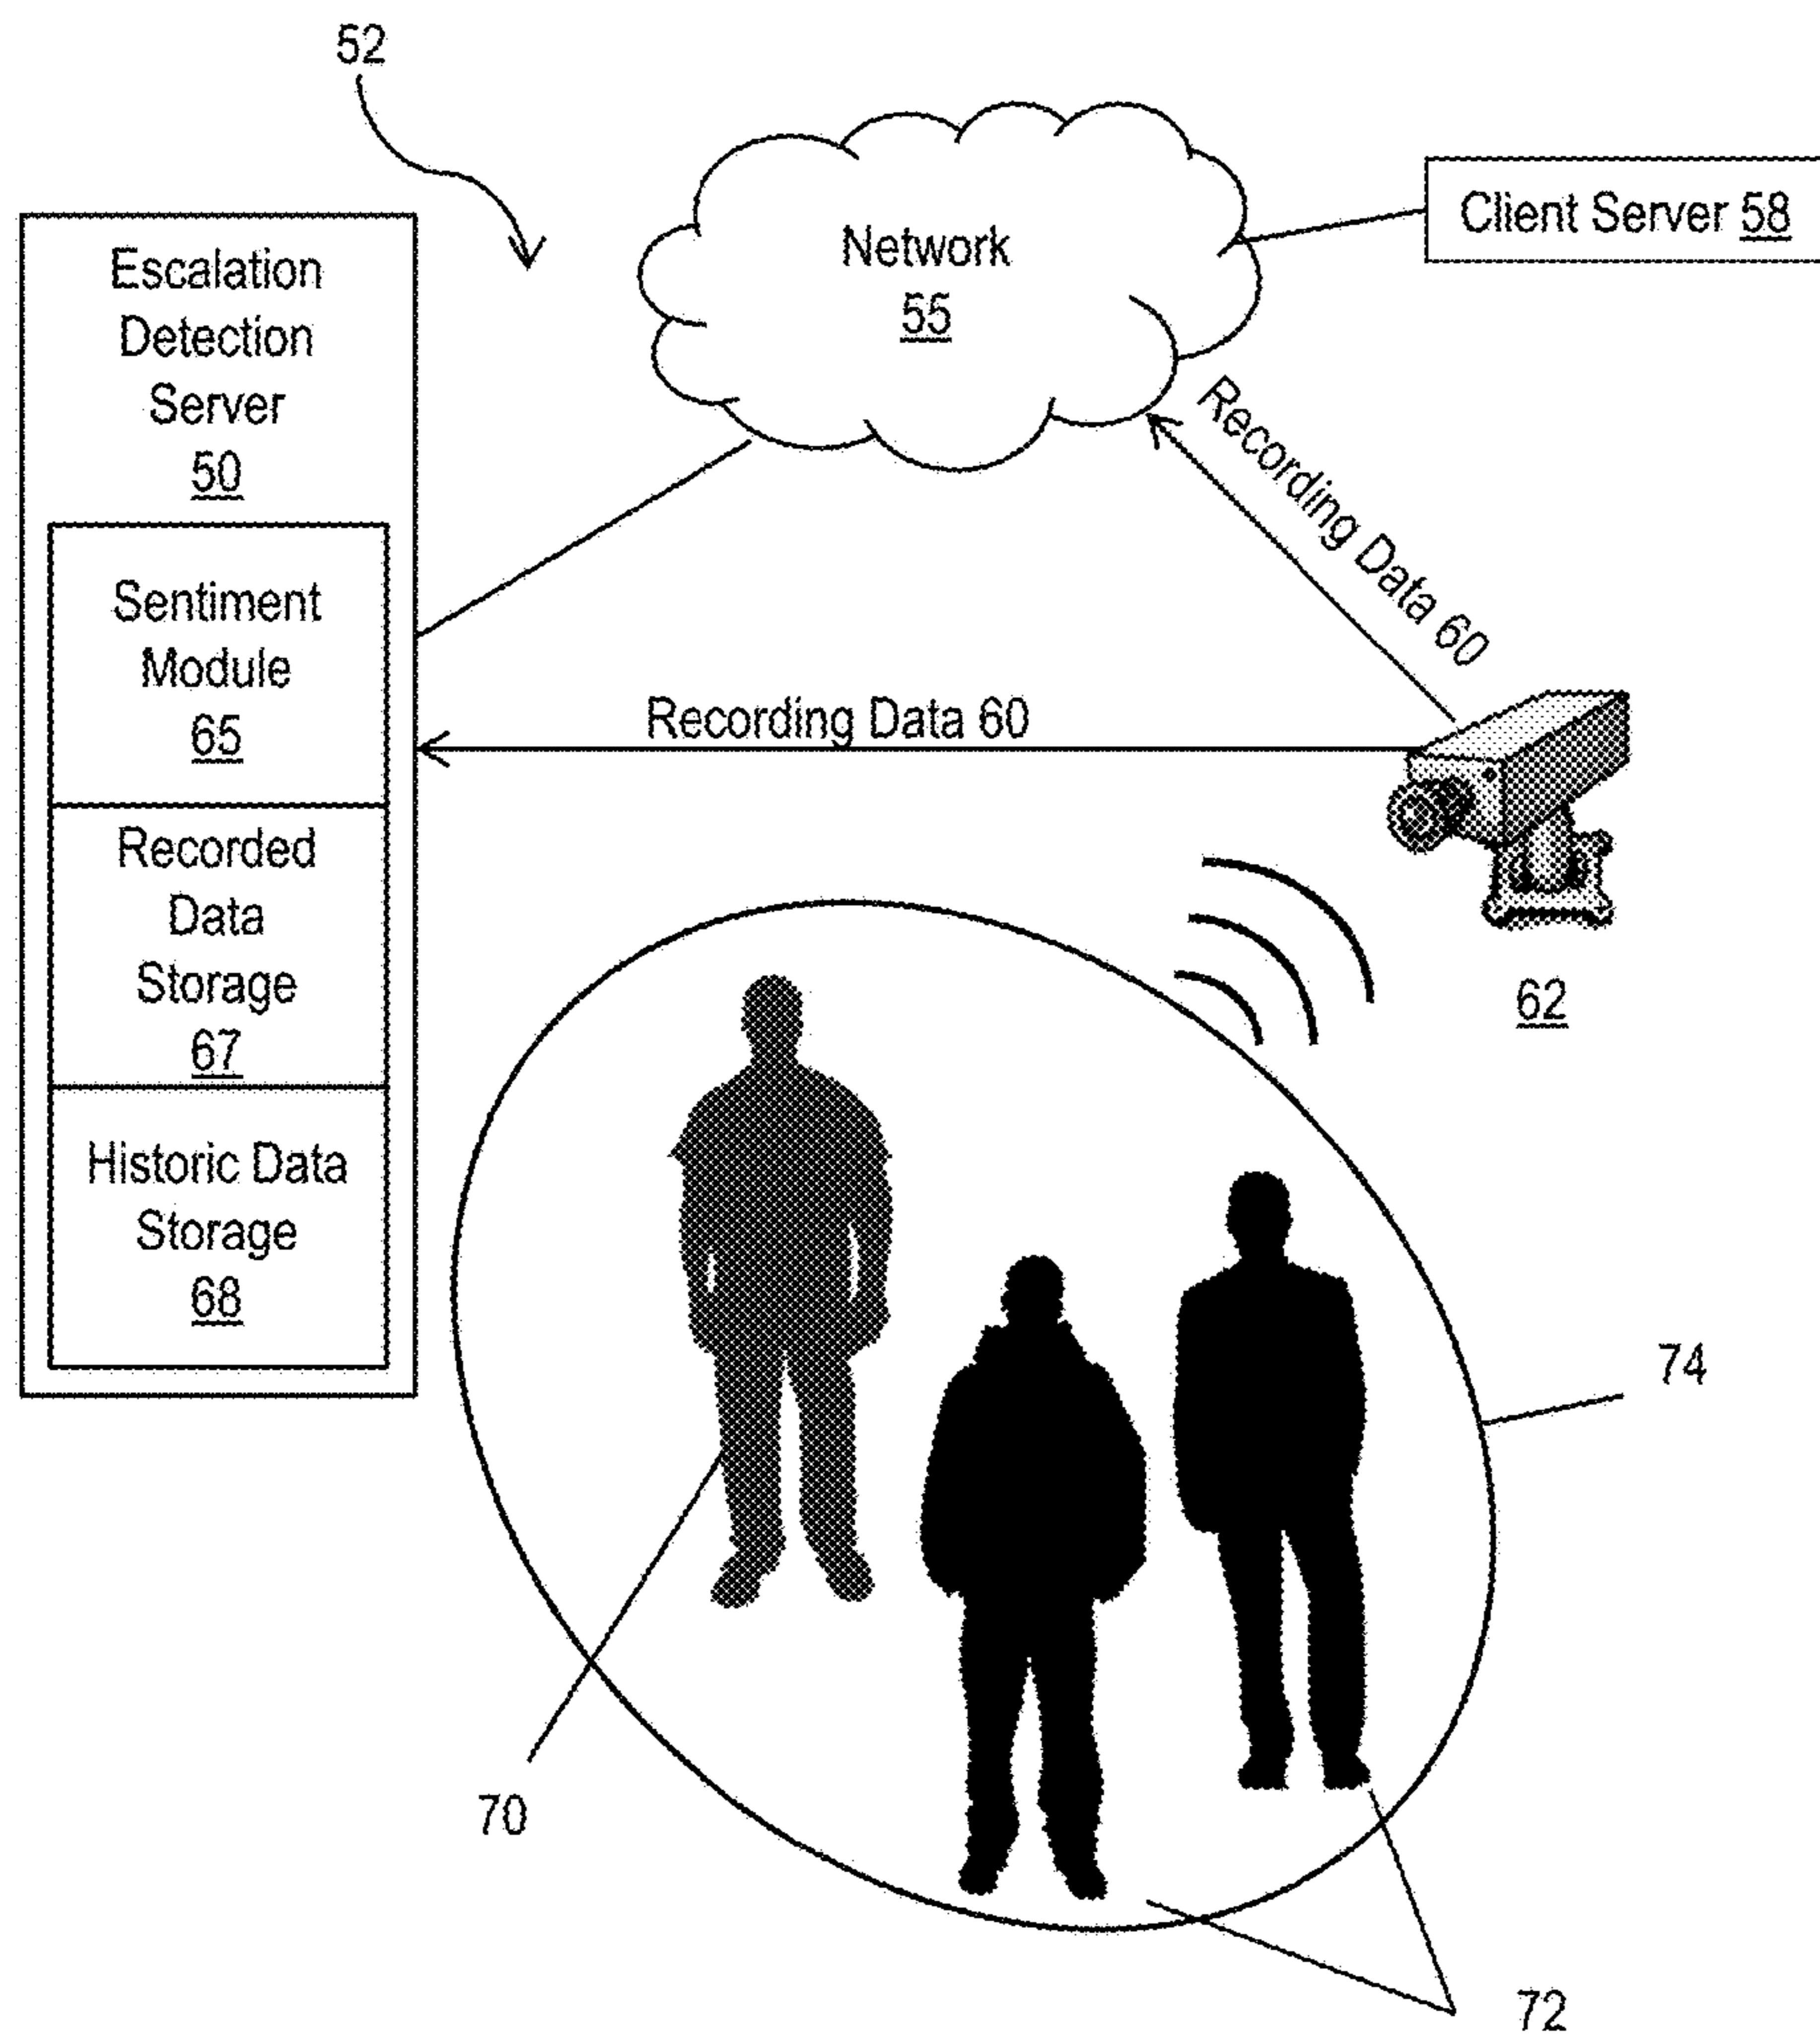 52
Network
55
Client Server 58
Escalation
Detection
Server
50
Sentiment
Module
65
Recorded
Data
Storage
67
Historic Data
Storage
68
Recording Data 60
Recording Data 60
62
74
70
72